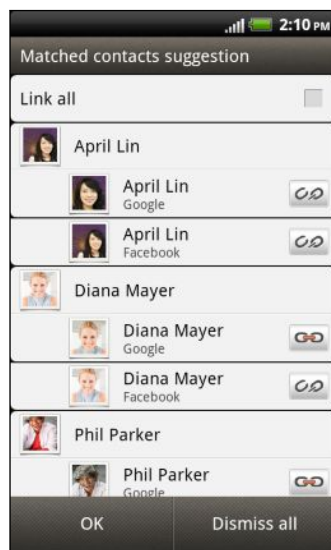 2:10 PM
Matched contacts suggestion
Link all
April Lin
April Lin
Google
April Lin
Facebook
Diana Mayer
Diana Mayer
Google
Diana Mayer
Facebook
Phil Parker
Phil Parker
Google
OK
Dismiss all